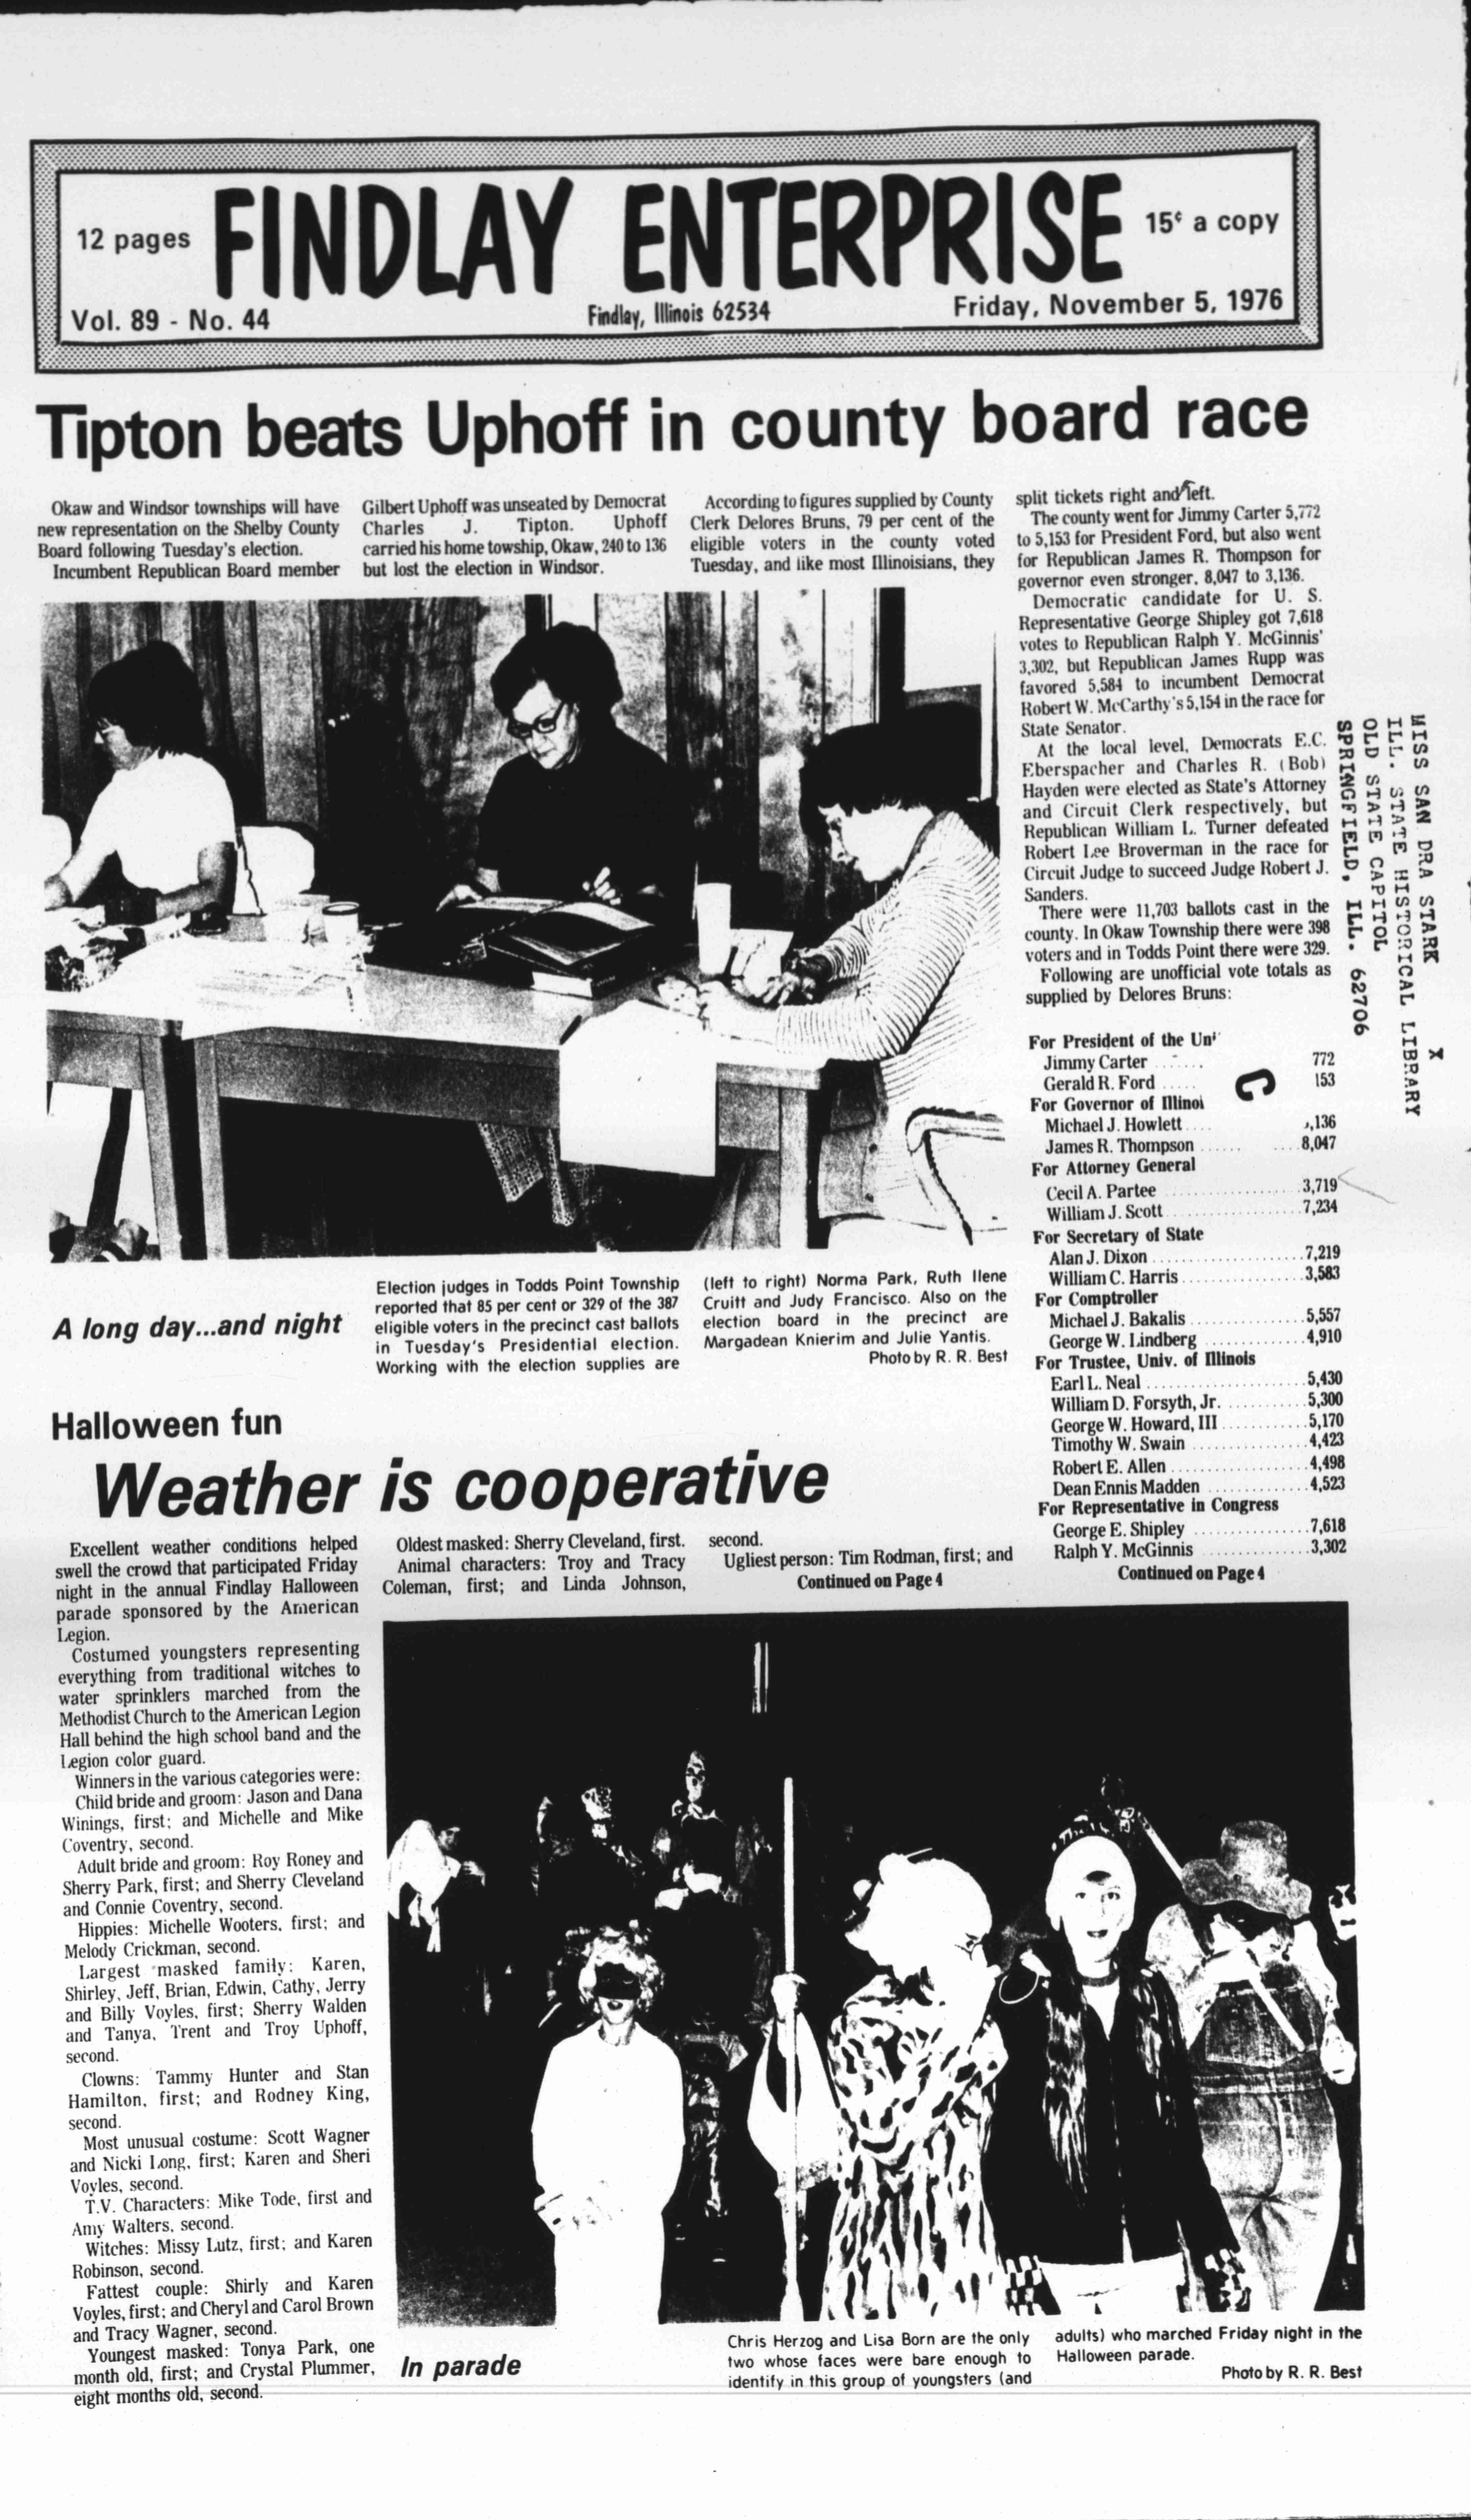 12 pages
FINDLAY ENTERPRISE
15¢ a copy
Vol. 89 - No. 44
Findlay, Illinois 62534
Friday, November 5, 1976
Tipton beats Uphoff in county board race
Okaw and Windsor townships will have
new representation on the Shelby County
Board following Tuesday's election.
Incumbent Republican Board member
Gilbert Uphoff was unseated by Democrat
Charles J. Tipton. Uphoff
carried his home towship, Okaw, 240 to 136
but lost the election in Windsor.
According to figures supplied by County
Clerk Delores Bruns, 79 per cent of the
eligible voters in the county voted
Tuesday, and like most Illinoisians, they
split tickets right and left.
The county went for Jimmy Carter 5,772
to 5,153 for President Ford, but also went
for Republican James R. Thompson for
governor even stronger, 8,047 to 3,136.
Democratic candidate for U. S.
Representative George Shipley got 7,618
votes to Republican Ralph Y. McGinnis'
3,302, but Republican James Rupp was
favored 5,584 to incumbent Democrat
Robert W. McCarthy's 5,154 in the race for
State Senator.
At the local level, Democrats E.C.
Eberspacher and Charles R. (Bob)
Hayden were elected as State's Attorney
and Circuit Clerk respectively, but
Republican William L. Turner defeated
Robert Lee Broverman in the race for
Circuit Judge to succeed Judge Robert J.
Sanders.
There were 11,703 ballots cast in the
county. In Okaw Township there were 398
voters and in Todds Point there were 329.
Following are unofficial vote totals as
supplied by Delores Bruns:
For President of the Uni
Jimmy Carter ....... 772
Gerald R. Ford ..... 153
For Governor of Illinoi
Michael J. Howlett .... ,136
James R. Thompson .......... 8,047
For Attorney General
Cecil A. Partee .................... 3,719
William J. Scott .................... 7,234
For Secretary of State
Alan J. Dixon ...................... 7,219
William C. Harris .................. 3,583
For Comptroller
Michael J. Bakalis ................. 5,557
George W. Lindberg ............... 4,910
For Trustee, Univ. of Illinois
Earl L. Neal ....................... 5,430
William D. Forsyth, Jr. ............ 5,300
George W. Howard, III ............. 5,170
Timothy W. Swain ................. 4,423
Robert E. Allen .................... 4,498
Dean Ennis Madden ............... 4,523
For Representative in Congress
George E. Shipley ................. 7,618
Ralph Y. McGinnis ................ 3,302
Continued on Page 4
C
MISS SAN DRA STARK X
ILL. STATE HISTORICAL LIBRARY
OLD STATE CAPITOL
SPRINGFIELD, ILL. 62706
A long day...and night
Election judges in Todds Point Township
reported that 85 per cent or 329 of the 387
eligible voters in the precinct cast ballots
in Tuesday's Presidential election.
Working with the election supplies are
(left to right) Norma Park, Ruth Ilene
Cruitt and Judy Francisco. Also on the
election board in the precinct are
Margadean Knierim and Julie Yantis.
Photo by R. R. Best
Halloween fun
Weather is cooperative
Excellent weather conditions helped
swell the crowd that participated Friday
night in the annual Findlay Halloween
parade sponsored by the American
Legion.
Costumed youngsters representing
everything from traditional witches to
water sprinklers marched from the
Methodist Church to the American Legion
Hall behind the high school band and the
Legion color guard.
Winners in the various categories were:
Child bride and groom: Jason and Dana
Winings, first; and Michelle and Mike
Coventry, second.
Adult bride and groom: Roy Roney and
Sherry Park, first; and Sherry Cleveland
and Connie Coventry, second.
Hippies: Michelle Wooters, first; and
Melody Crickman, second.
Largest masked family: Karen,
Shirley, Jeff, Brian, Edwin, Cathy, Jerry
and Billy Voyles, first; Sherry Walden
and Tanya, Trent and Troy Uphoff,
second.
Clowns: Tammy Hunter and Stan
Hamilton, first; and Rodney King,
second.
Most unusual costume: Scott Wagner
and Nicki Long, first; Karen and Sheri
Voyles, second.
T.V. Characters: Mike Tode, first and
Amy Walters, second.
Witches: Missy Lutz, first; and Karen
Robinson, second.
Fattest couple: Shirly and Karen
Voyles, first; and Cheryl and Carol Brown
and Tracy Wagner, second.
Youngest masked: Tonya Park, one
month old, first; and Crystal Plummer,
eight months old, second.
Oldest masked: Sherry Cleveland, first.
Animal characters: Troy and Tracy
Coleman, first; and Linda Johnson,
second.
Ugliest person: Tim Rodman, first; and
Continued on Page 4
In parade
Chris Herzog and Lisa Born are the only
two whose faces were bare enough to
identify in this group of youngsters (and
adults) who marched Friday night in the
Halloween parade.
Photo by R. R. Best